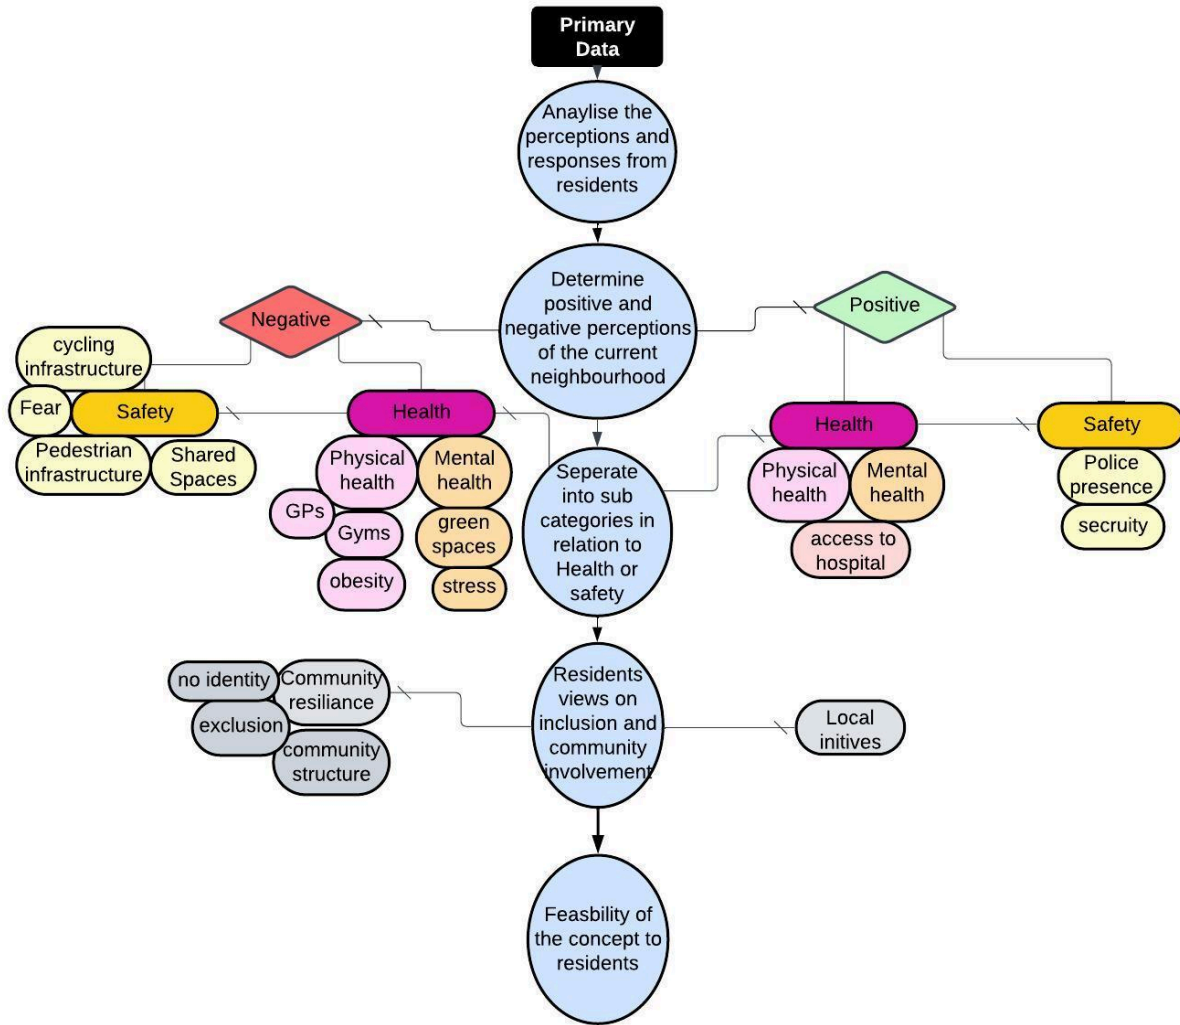 Primary
Data
Anaylise the
perceptions and
responses from
residents
Determine
positive and
negative perceptions
of the current
neighbourhood
Negative
Positive
cycling
infrastructure
Fear
Safety
Pedestrian
infrastructure
Shared
Spaces
Health
Physical
health
GPs
Gyms
obesity
Mental
health
green
spaces
stress
Seperate
into sub
categories in
relation to
Health or
safety
Health
Physical
health
Mental
health
access to
hospital
Safety
Police
presence
secruity
no identity
Community
resiliance
exclusion
community
structure
Residents
views on
inclusion and
community
involvement
Local
initives
Feasbility of
the concept to
residents